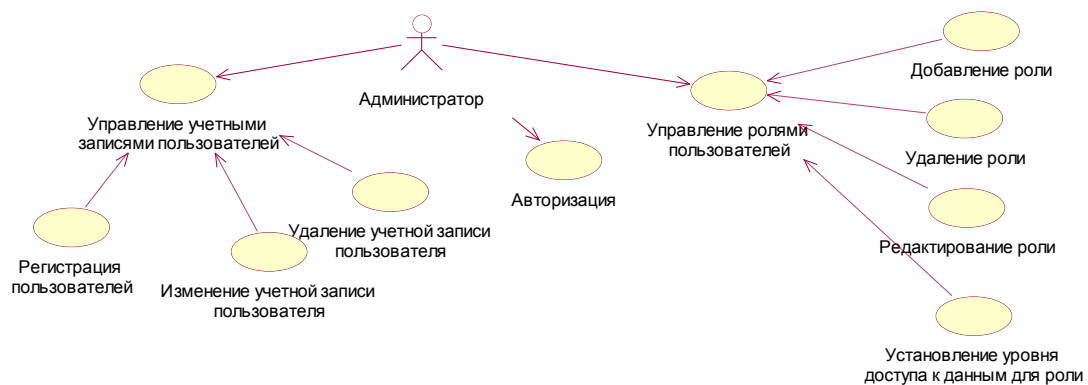 Добавление роли
Администратор
Управление учетными
записями пользователей
Управление ролями
пользователей
Удаление роли
Авторизация
Удаление учетной записи
пользователя
Редактирование роли
Регистрация
пользователей
Изменение учетной записи
пользователя
Установление уровня
доступа к данным для роли